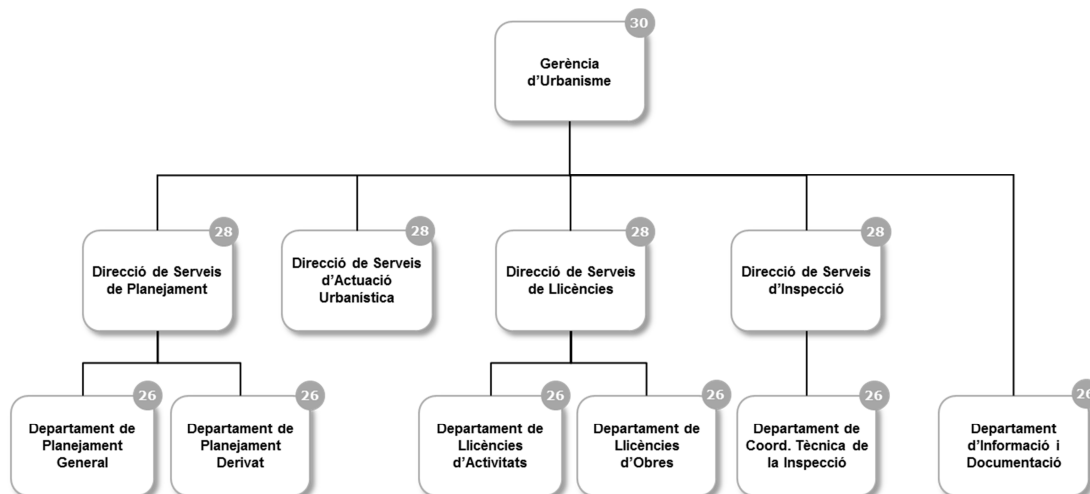 30
Gerència
d'Urbanisme
28
Direcció de Serveis
de Planejament
28
Direcció de Serveis
d'Actuació
Urbanística
28
Direcció de Serveis
de Llicències
28
Direcció de Serveis
d'Inspecció
26
Departament de
Planejament
General
26
Departament de
Planejament
Derivat
26
Departament de
Llicències
d'Activitats
26
Departament de
Llicències
d'Obres
26
Departament de
Coord. Tècnica de
la Inspecció
26
Departament
d'Informació i
Documentació